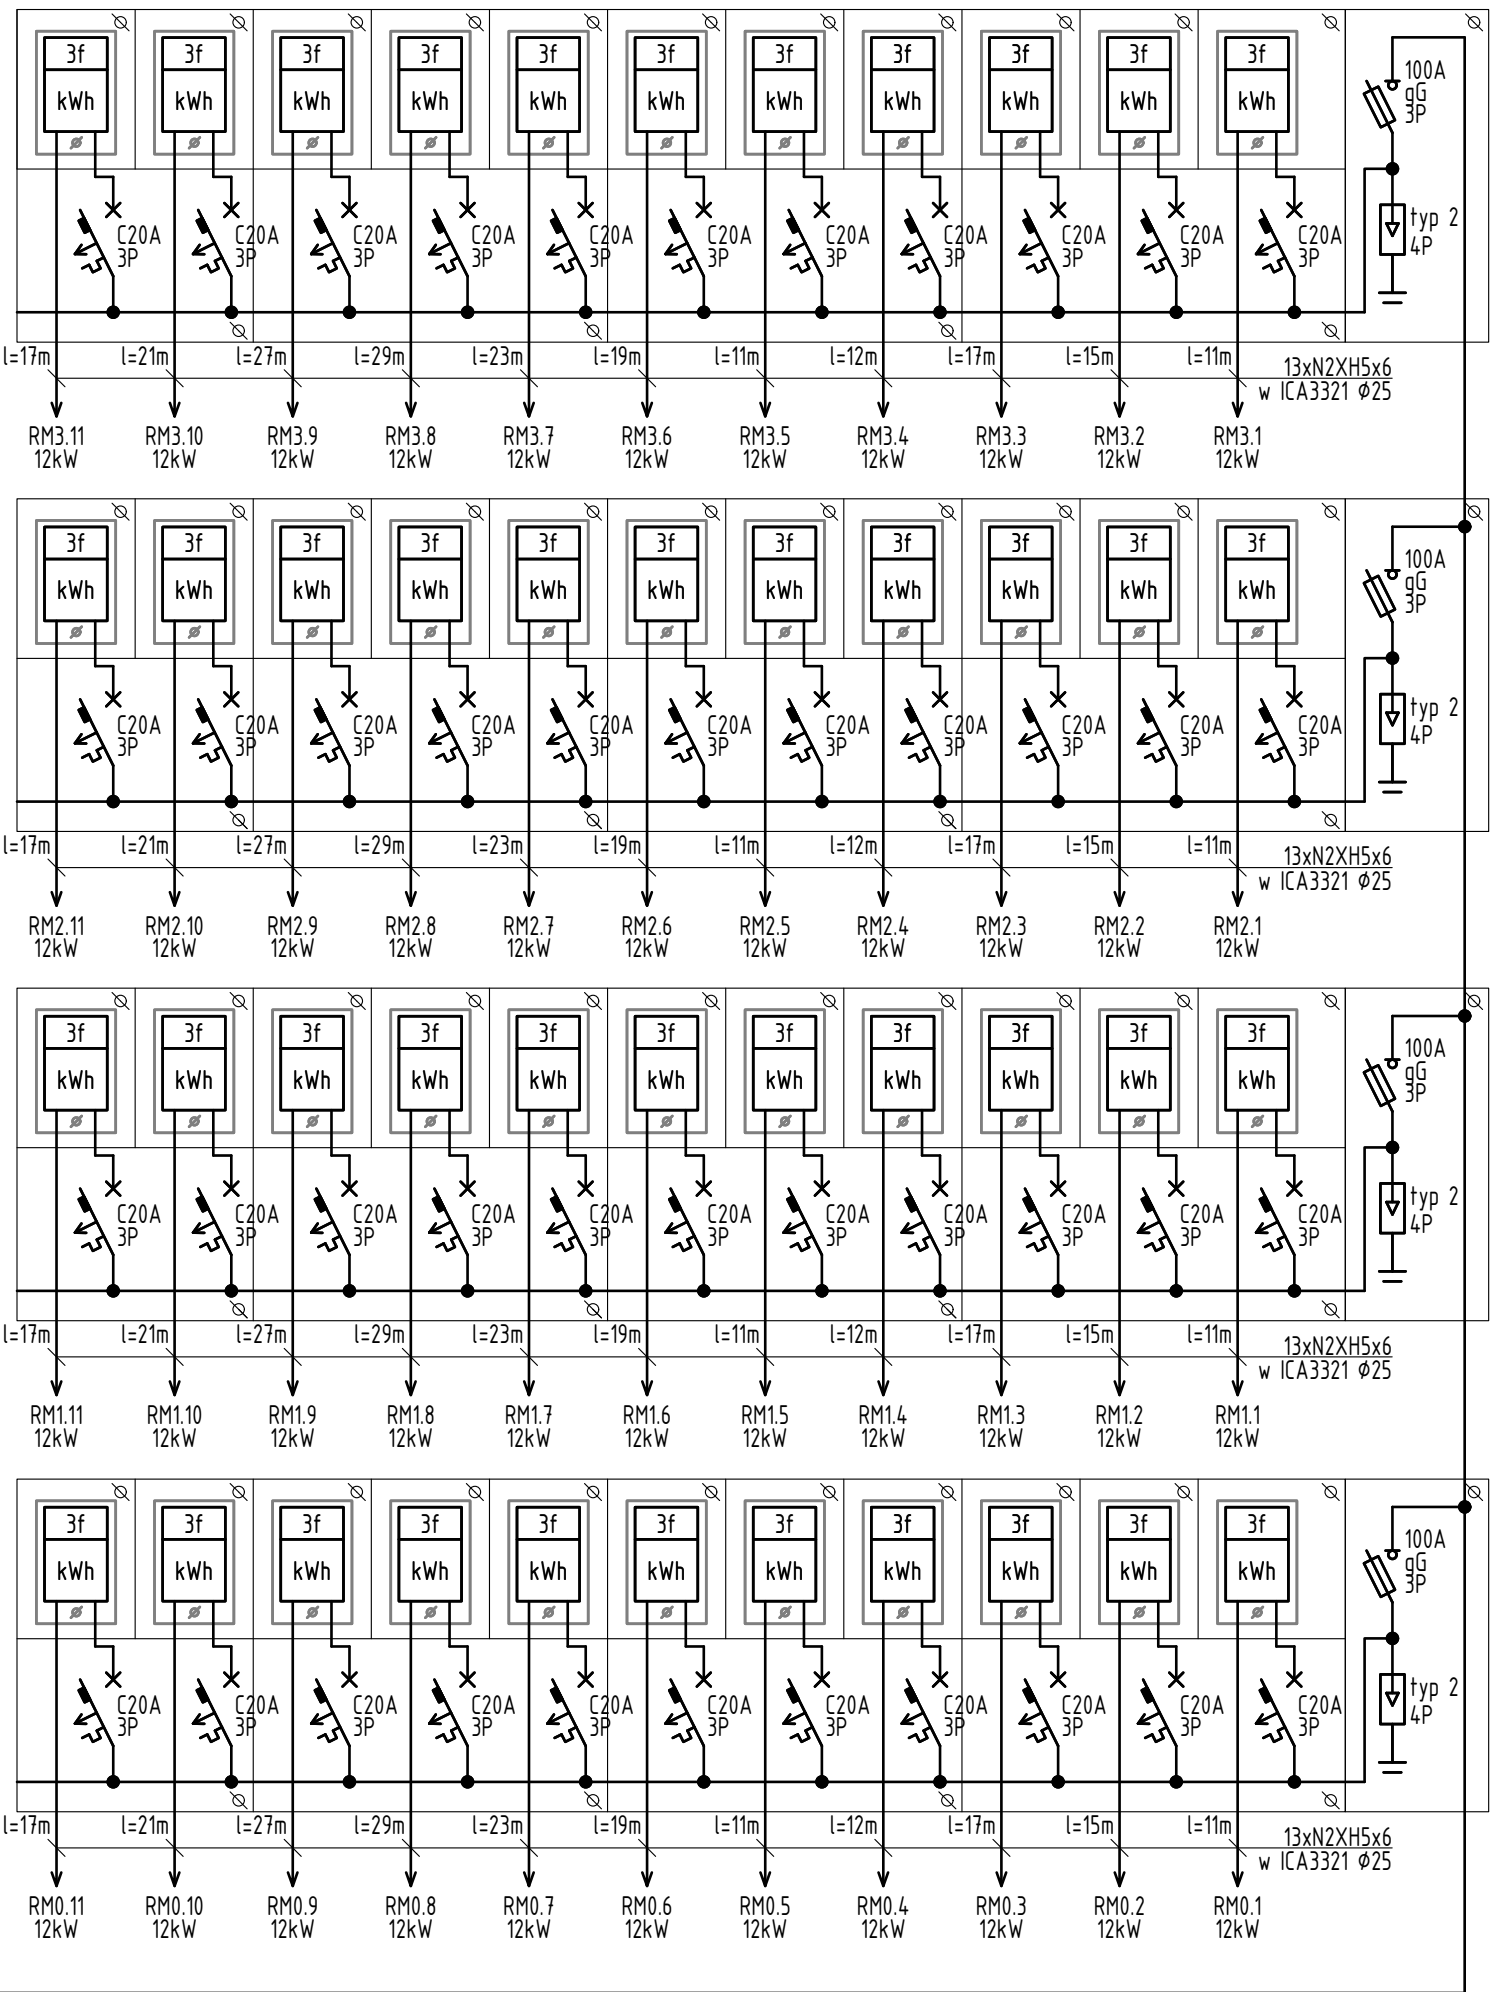 3f 3f 3f 3f 3f 3f 3f 3f 3f 3f 3f
100A
gG
3P
kWh kWh kWh kWh kWh kWh kWh kWh kWh kWh kWh
typ 2
4P
C20A C20A C20A C20A C20A C20A C20A C20A C20A C20A C20A
3P 3P 3P 3P 3P 3P 3P 3P 3P 3P 3P
l=17m l=21m l=27m l=29m l=23m l=19m l=11m l=12m l=17m l=15m l=11m
13xN2XH5x6
w ICA3321 ϕ25
RM3.11 RM3.10 RM3.9 RM3.8 RM3.7 RM3.6 RM3.5 RM3.4 RM3.3 RM3.2 RM3.1
12kW 12kW 12kW 12kW 12kW 12kW 12kW 12kW 12kW 12kW 12kW
3f 3f 3f 3f 3f 3f 3f 3f 3f 3f 3f
100A
gG
3P
kWh kWh kWh kWh kWh kWh kWh kWh kWh kWh kWh
typ 2
4P
C20A C20A C20A C20A C20A C20A C20A C20A C20A C20A C20A
3P 3P 3P 3P 3P 3P 3P 3P 3P 3P 3P
l=17m l=21m l=27m l=29m l=23m l=19m l=11m l=12m l=17m l=15m l=11m
13xN2XH5x6
w ICA3321 ϕ25
RM2.11 RM2.10 RM2.9 RM2.8 RM2.7 RM2.6 RM2.5 RM2.4 RM2.3 RM2.2 RM2.1
12kW 12kW 12kW 12kW 12kW 12kW 12kW 12kW 12kW 12kW 12kW
3f 3f 3f 3f 3f 3f 3f 3f 3f 3f 3f
100A
gG
3P
kWh kWh kWh kWh kWh kWh kWh kWh kWh kWh kWh
typ 2
4P
C20A C20A C20A C20A C20A C20A C20A C20A C20A C20A C20A
3P 3P 3P 3P 3P 3P 3P 3P 3P 3P 3P
l=17m l=21m l=27m l=29m l=23m l=19m l=11m l=12m l=17m l=15m l=11m
13xN2XH5x6
w ICA3321 ϕ25
RM1.11 RM1.10 RM1.9 RM1.8 RM1.7 RM1.6 RM1.5 RM1.4 RM1.3 RM1.2 RM1.1
12kW 12kW 12kW 12kW 12kW 12kW 12kW 12kW 12kW 12kW 12kW
3f 3f 3f 3f 3f 3f 3f 3f 3f 3f 3f
100A
gG
3P
kWh kWh kWh kWh kWh kWh kWh kWh kWh kWh kWh
typ 2
4P
C20A C20A C20A C20A C20A C20A C20A C20A C20A C20A C20A
3P 3P 3P 3P 3P 3P 3P 3P 3P 3P 3P
l=17m l=21m l=27m l=29m l=23m l=19m l=11m l=12m l=17m l=15m l=11m
13xN2XH5x6
w ICA3321 ϕ25
RM0.11 RM0.10 RM0.9 RM0.8 RM0.7 RM0.6 RM0.5 RM0.4 RM0.3 RM0.2 RM0.1
12kW 12kW 12kW 12kW 12kW 12kW 12kW 12kW 12kW 12kW 12kW